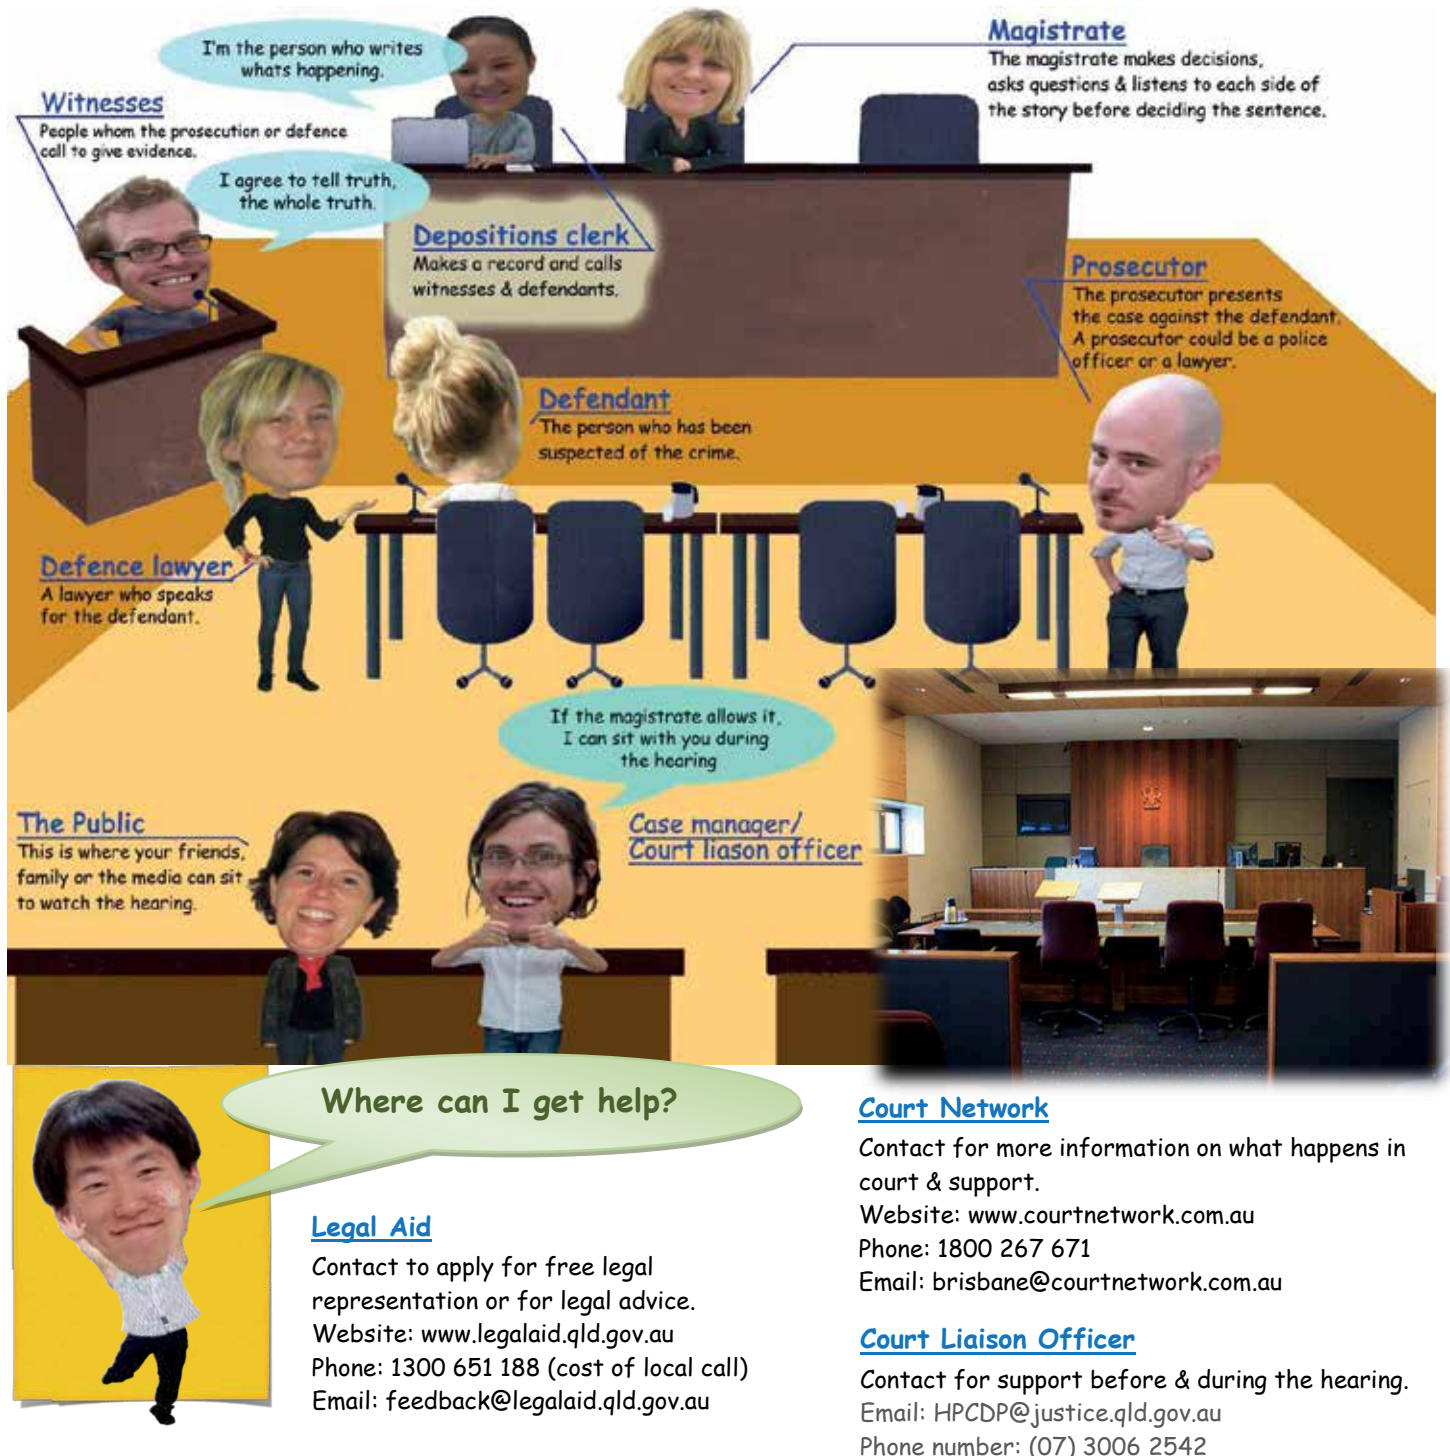 I'm the person who writes
whats happening.
Magistrate
The magistrate makes decisions,
asks questions & listens to each side of
the story before deciding the sentence.
Witnesses
People whom the prosecution or defence
call to give evidence.
I agree to tell truth,
the whole truth.
Depositions clerk
Makes a record and calls
witnesses & defendants.
Prosecutor
The prosecutor presents
the case against the defendant.
A prosecutor could be a police
officer or a lawyer.
Defendant
The person who has been
suspected of the crime.
Defence lawyer
A lawyer who speaks
for the defendant.
If the magistrate allows it,
I can sit with you during
the hearing
The Public
This is where your friends,
family or the media can sit
to watch the hearing.
Case manager/
Court liason officer
Where can I get help?
Legal Aid
Contact to apply for free legal
representation or for legal advice.
Website: www.legalaid.qld.gov.au
Phone: 1300 651 188 (cost of local call)
Email: feedback@legalaid.qld.gov.au
Court Network
Contact for more information on what happens in
court & support.
Website: www.courtnetwork.com.au
Phone: 1800 267 671
Email: brisbane@courtnetwork.com.au
Court Liaison Officer
Contact for support before & during the hearing.
Email: HPCDP@justice.qld.gov.au
Phone number: (07) 3006 2542